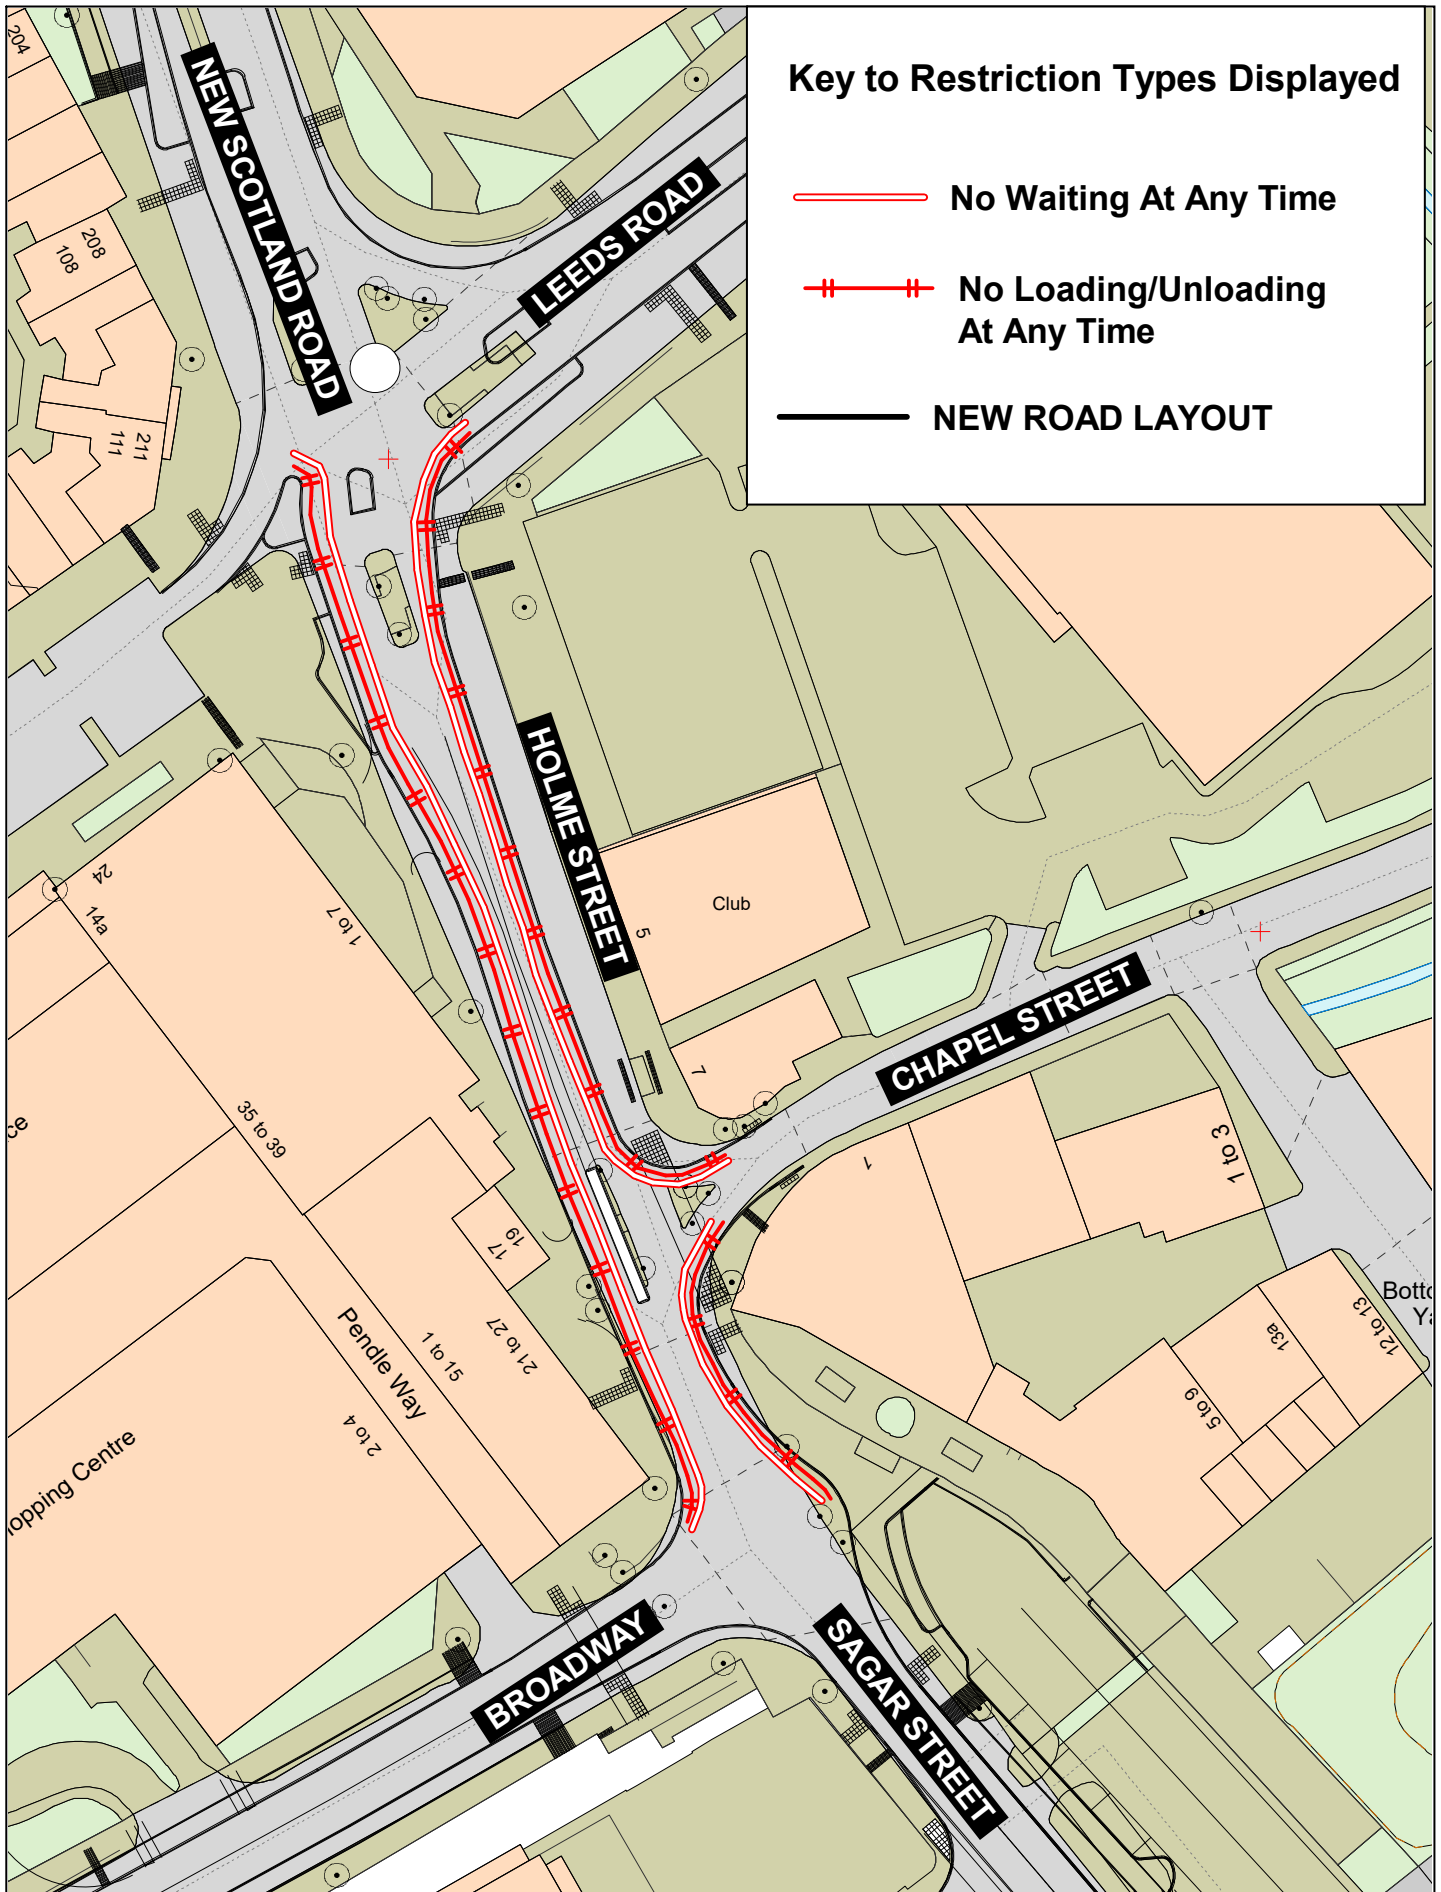 Key to Restriction Types Displayed
No Waiting At Any Time
No Loading/Unloading
At Any Time
NEW ROAD LAYOUT
204
NEW SCOTLAND ROAD
LEEDS ROAD
208
108
211
111
HOLME STREET
24
14a
1 to 7
Club
5
7
CHAPEL STREET
35 to 39
1
1 to 3
19
17
21 to 27
Pendle Way
1 to 15
2 to 4
12 to 13
13a
5 to 9
BROADWAY
SAGAR STREET